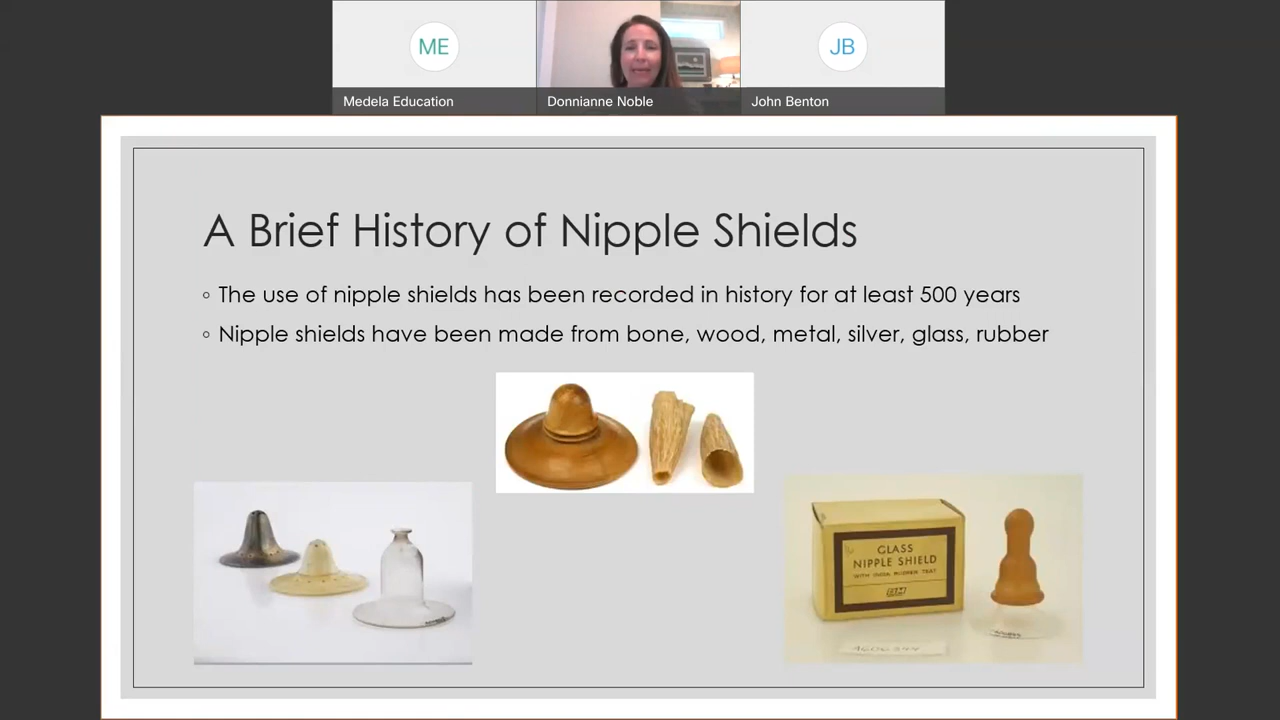 ME
JB
Medela Education
Donnianne Noble
John Benton
A Brief History of Nipple Shields
◦ The use of nipple shields has been recorded in history for at least 500 years
◦ Nipple shields have been made from bone, wood, metal, silver, glass, rubber
GLASS
NIPPLE SHIELD